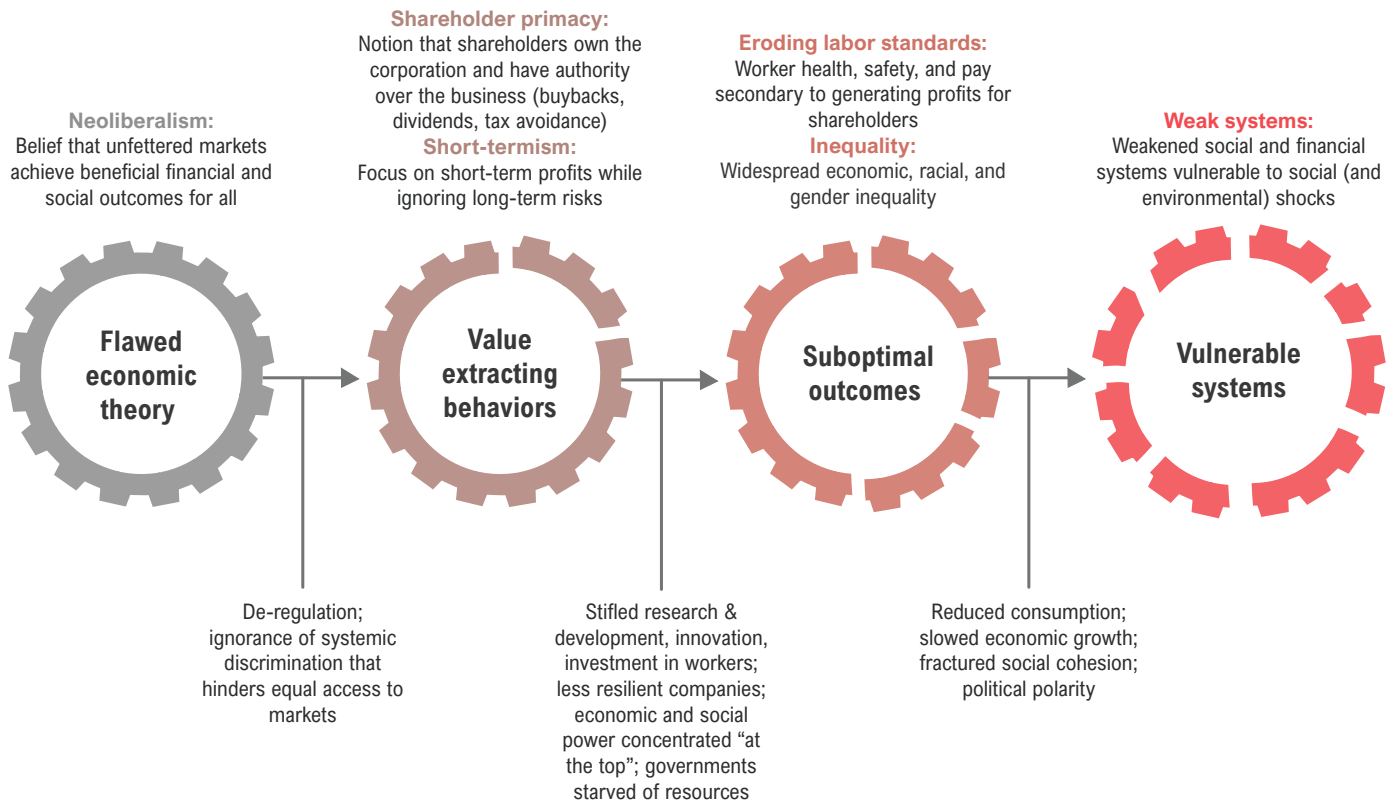 Neoliberalism:
Belief that unfettered markets
achieve beneficial financial and
social outcomes for all
Shareholder primacy:
Notion that shareholders own the
corporation and have authority
over the business (buybacks,
dividends, tax avoidance)
Short-termism:
Focus on short-term profits while
ignoring long-term risks
Eroding labor standards:
Worker health, safety, and pay
secondary to generating profits for
shareholders
Inequality:
Widespread economic, racial, and
gender inequality
Weak systems:
Weakened social and financial
systems vulnerable to social (and
environmental) shocks
Flawed
economic
theory
Value
extracting
behaviors
Suboptimal
outcomes
Vulnerable
systems
De-regulation;
ignorance of systemic
discrimination that
hinders equal access to
markets
Stifled research &
development, innovation,
investment in workers;
less resilient companies;
economic and social
power concentrated “at
the top”; governments
starved of resources
Reduced consumption;
slowed economic growth;
fractured social cohesion;
political polarity